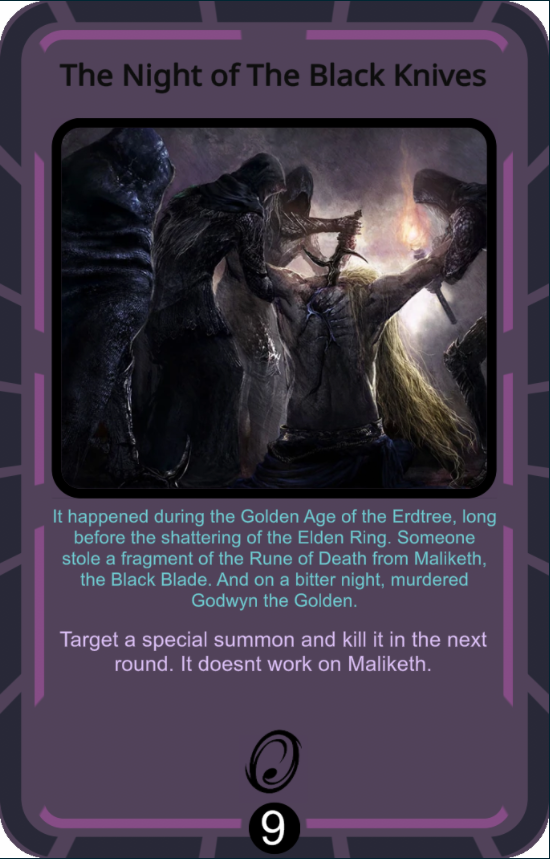 The Night of The Black Knives
It happened during the Golden Age of the Erdtree, long
before the shattering of the Elden Ring. Someone
stole a fragment of the Rune of Death from Maliketh,
the Black Blade. And on a bitter night, murdered
Godwyn the Golden.
Target a special summon and kill it in the next
round. It doesnt work on Maliketh.
9